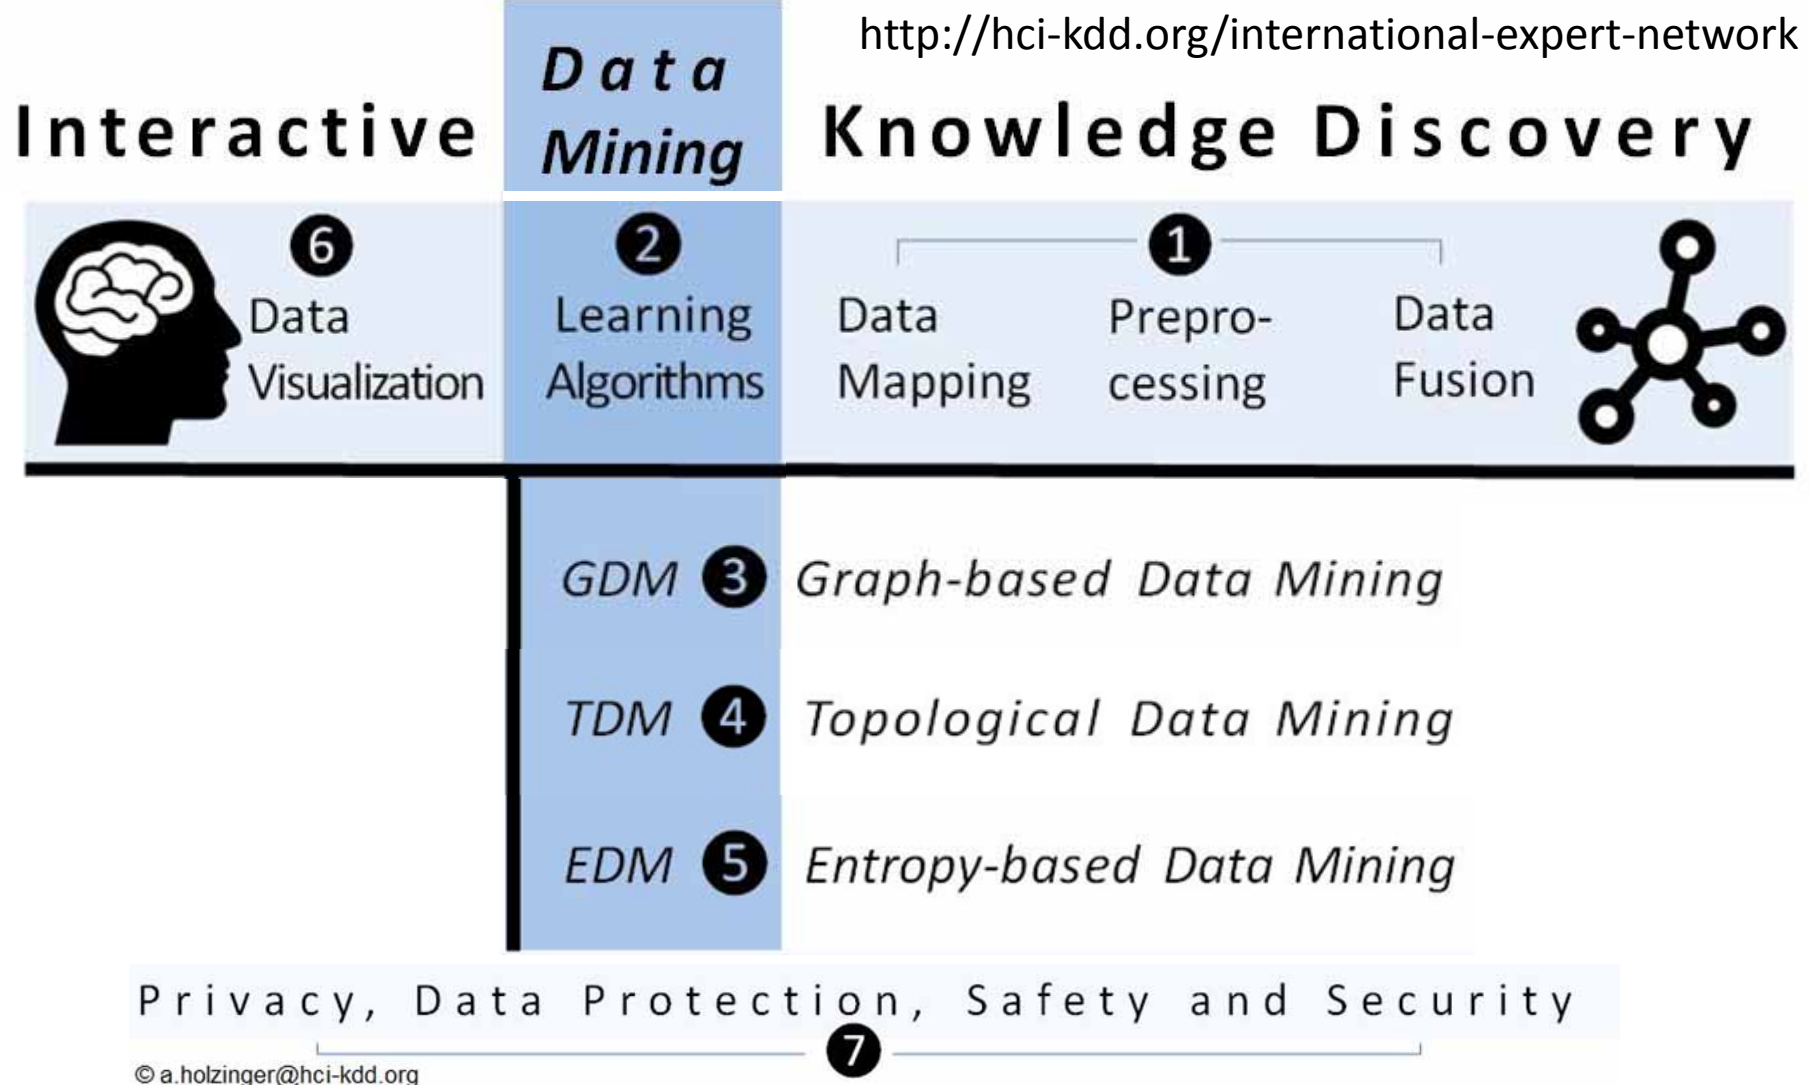 http://hci-kdd.org/international-expert-network
Data
Mining
Interactive
Knowledge Discovery
6
2
1
Data
Visualization
Learning
Algorithms
Data
Mapping
Prepro-
cessing
Data
Fusion
GDM 3 Graph-based Data Mining
TDM 4 Topological Data Mining
EDM 5 Entropy-based Data Mining
Privacy, Data Protection, Safety and Security
7
© a.holzinger@hci-kdd.org